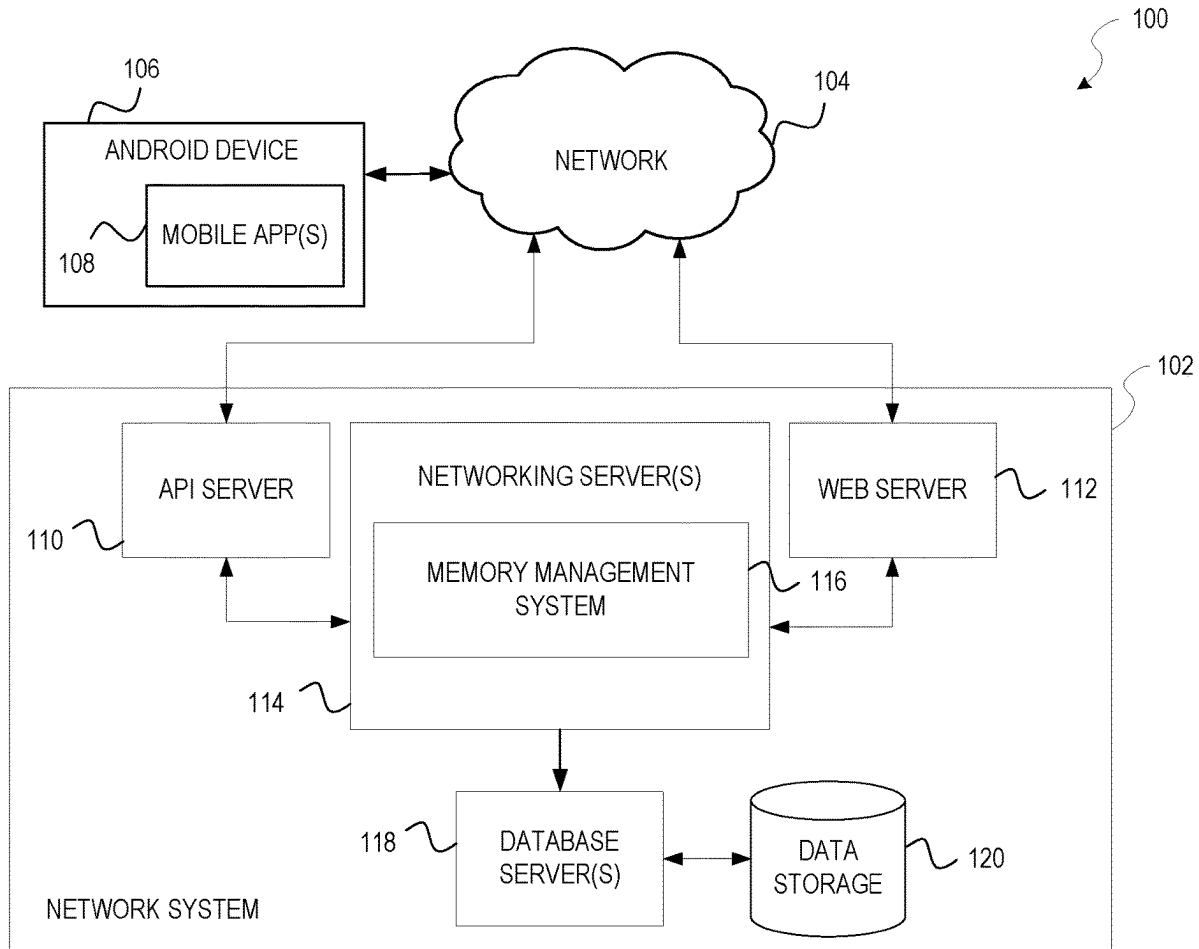 100
106
104
ANDROID DEVICE
NETWORK
MOBILE APP(S)
108
102
API SERVER
NETWORKING SERVER(S)
WEB SERVER
112
110
MEMORY MANAGEMENT
SYSTEM
116
114
118
DATABASE
SERVER(S)
DATA
STORAGE
120
NETWORK SYSTEM